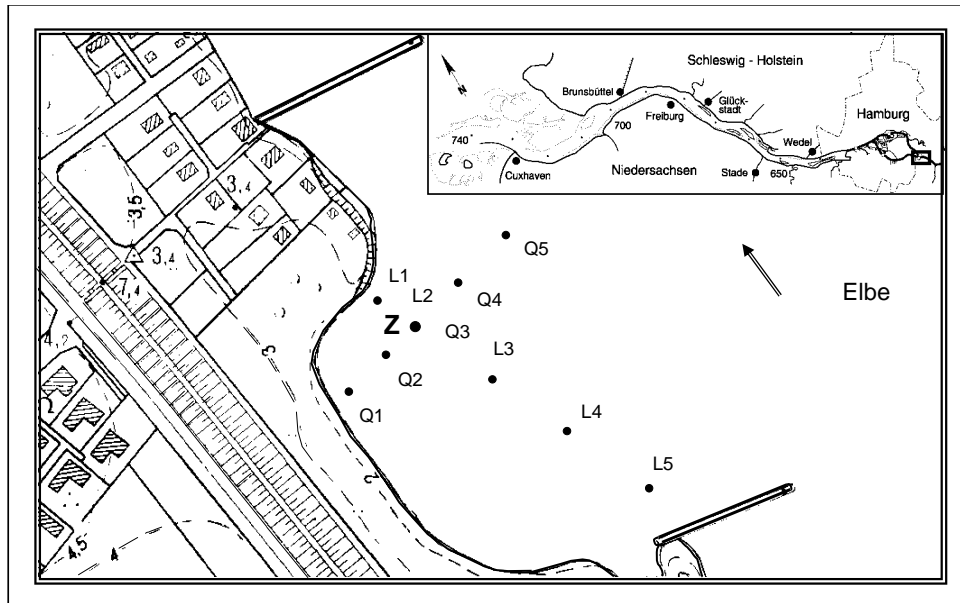 Schleswig - Holstein
Brunsbüttel
Glück-
stadt
Freiburg
Hamburg
N
700
740
Wedel
Cuxhaven
Niedersachsen
Stade
650
3,4
3,5
3,4
7,4
4,2
Q5
L1
L2
Q4
Elbe
Z
Q3
3
L3
Q2
Q1
L4
2
L5
4,5
4